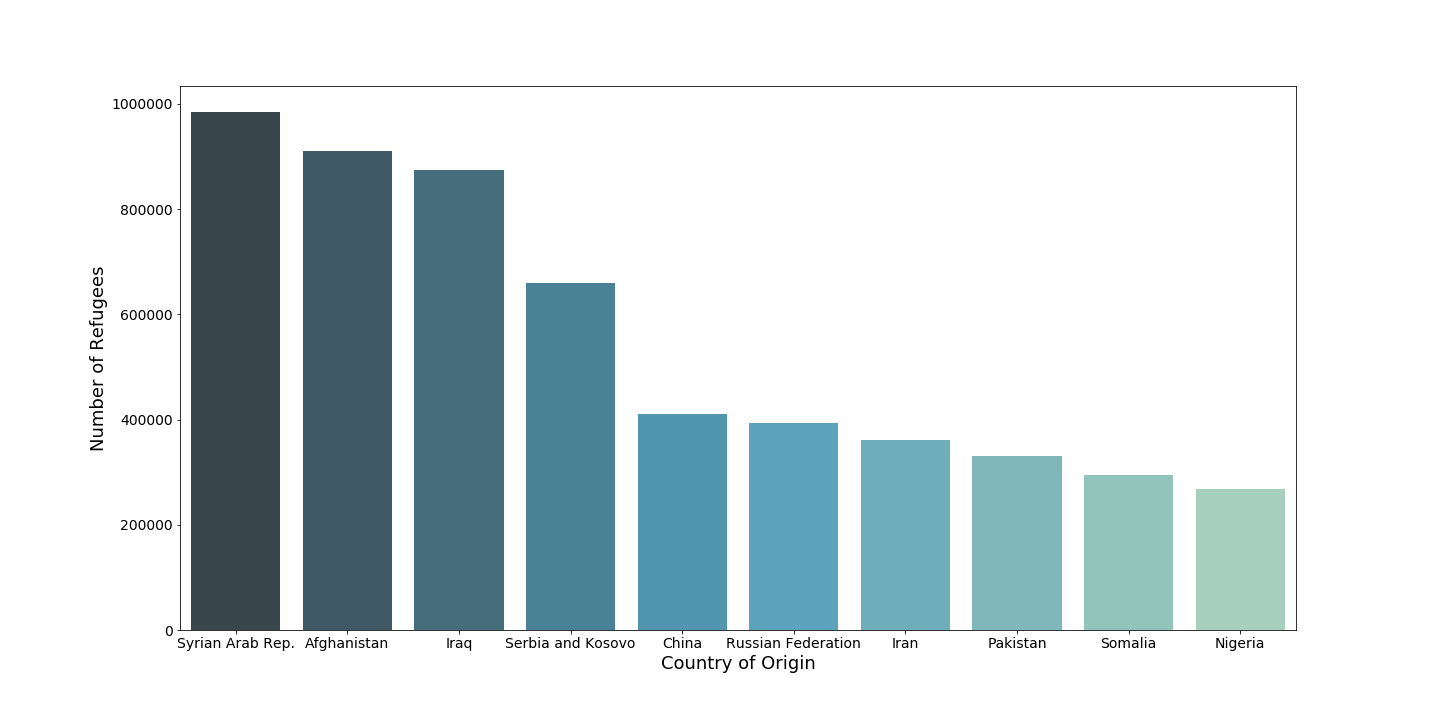 1000000
800000
600000
400000
200000
0
Number of Refugees
Syrian Arab Rep. Afghanistan Iraq Serbia and Kosovo China Russian Federation Iran Pakistan Somalia Nigeria
Country of Origin